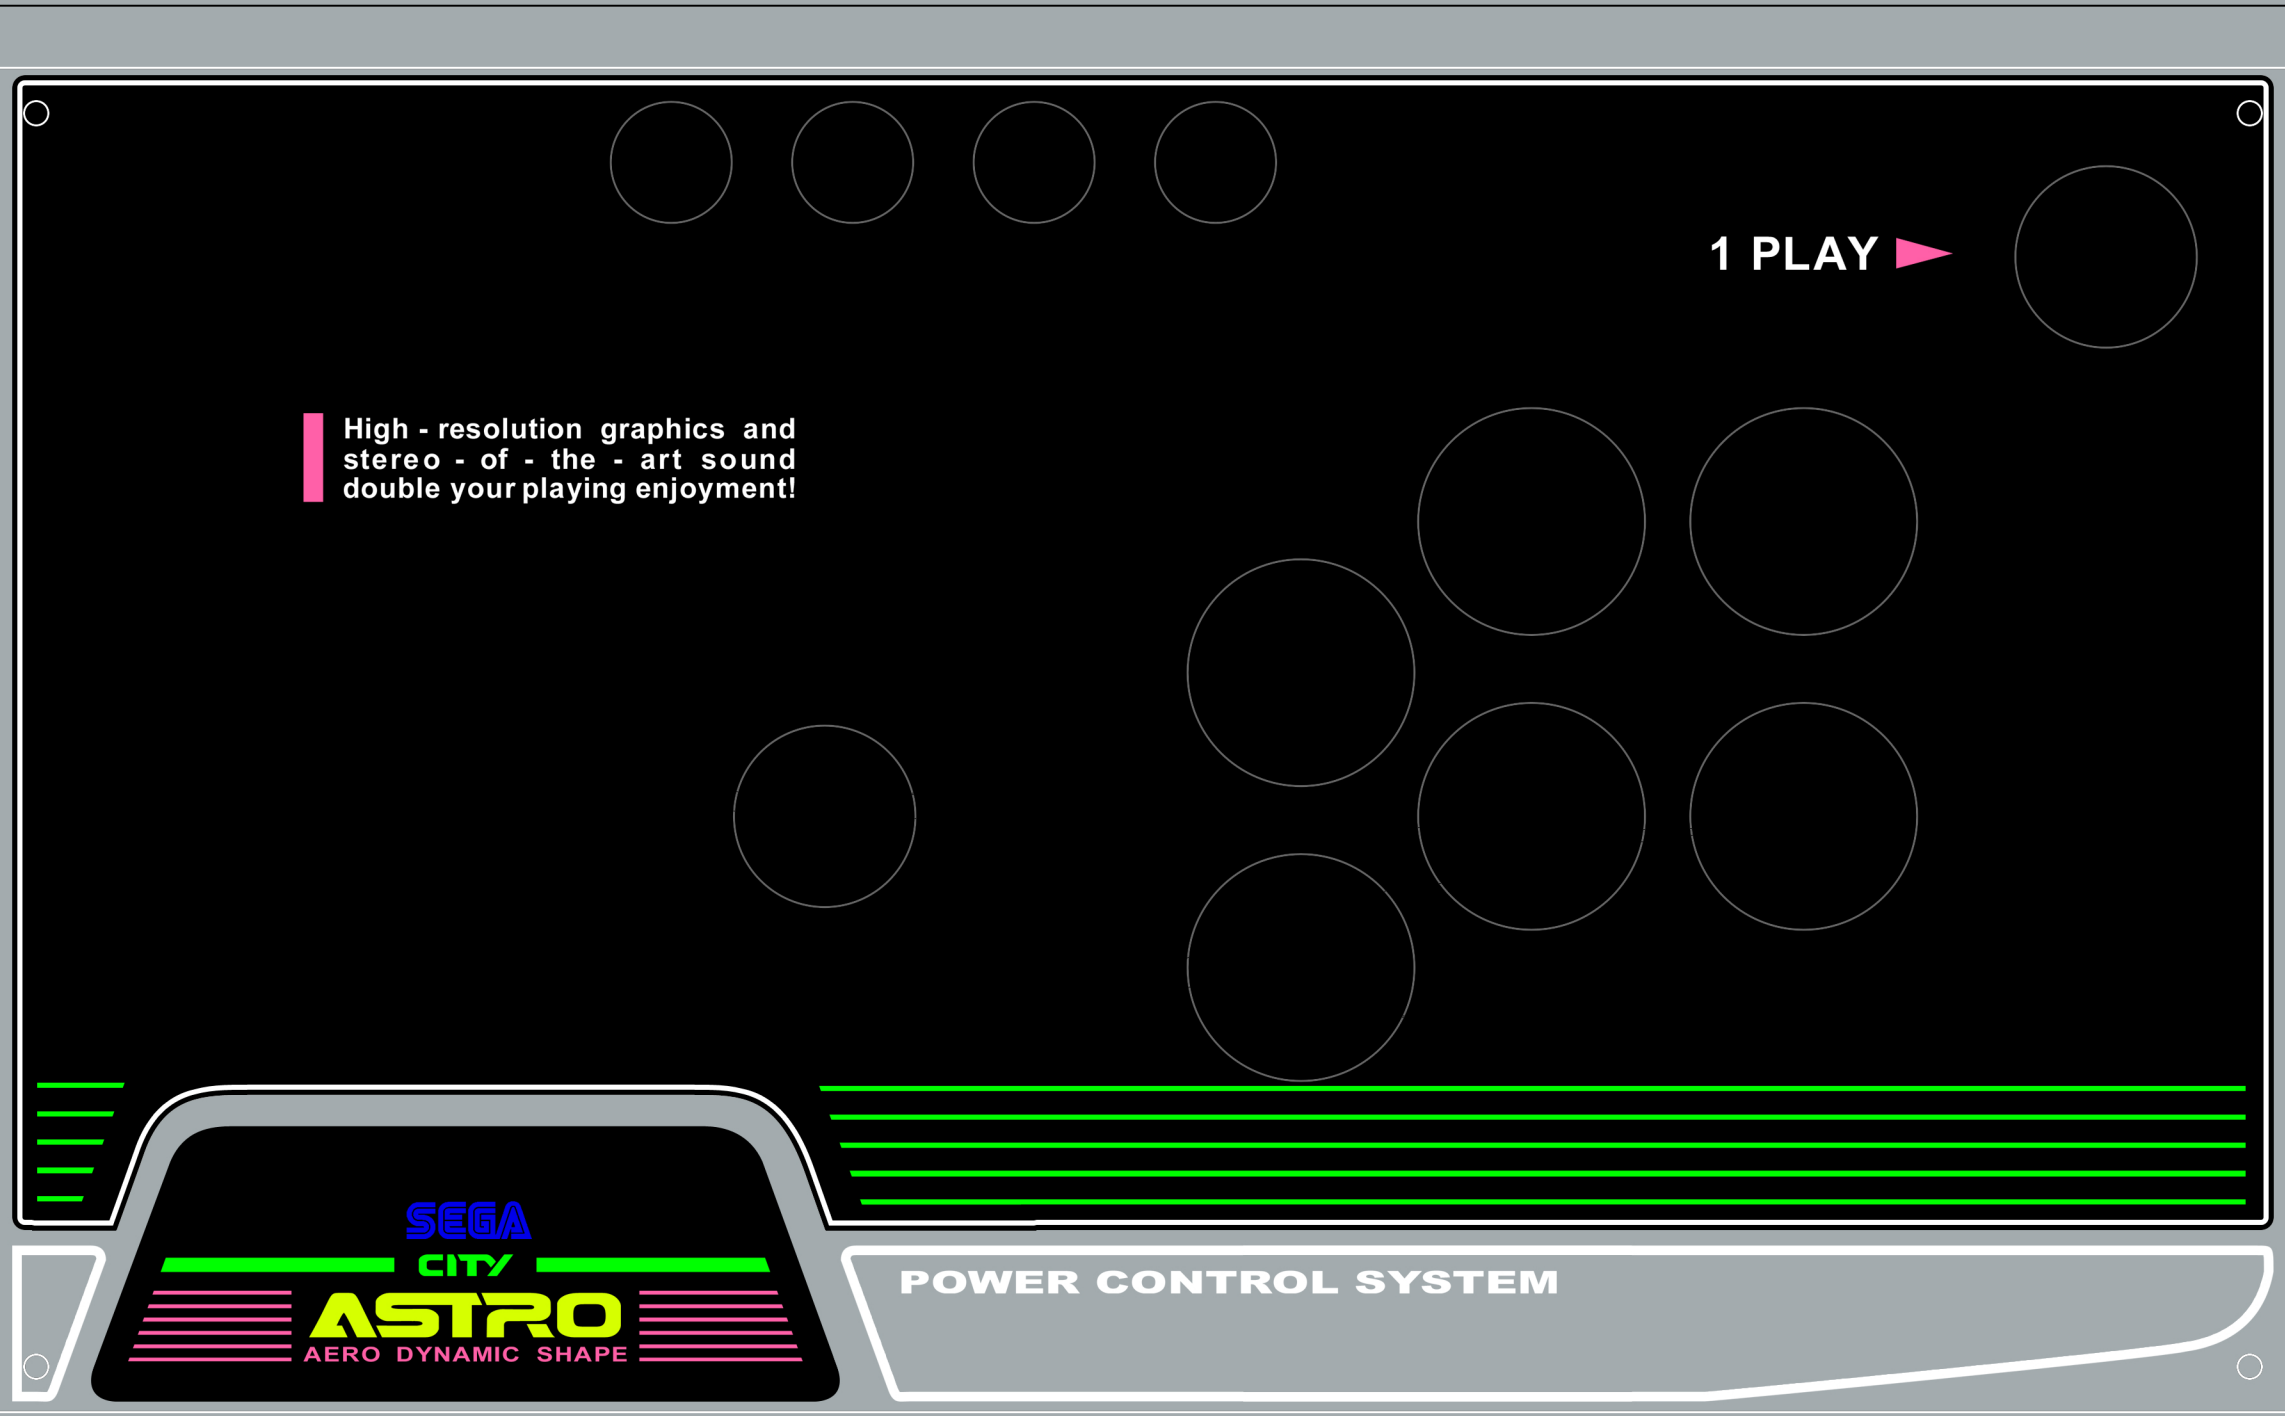 1 PLAY
High - resolution graphics and
stereo - of - the - art sound
double your playing enjoyment!
SEGA
CITY
ASTRO
AERO DYNAMIC SHAPE
POWER CONTROL SYSTEM